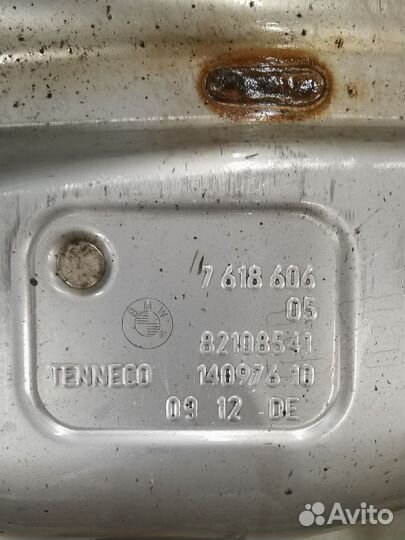 7 618 606
05
BMW
82108541
TENNECO 140976 10
09 12 DE
Avito